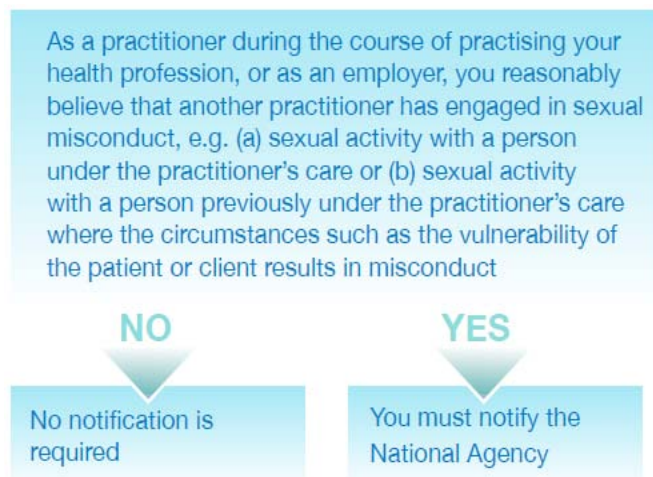 As a practitioner during the course of practising your
health profession, or as an employer, you reasonably
believe that another practitioner has engaged in sexual
misconduct, e.g. (a) sexual activity with a person
under the practitioner's care or (b) sexual activity
with a person previously under the practitioner's care
where the circumstances such as the vulnerability of
the patient or client results in misconduct
NO
YES
No notification is
required
You must notify the
National Agency